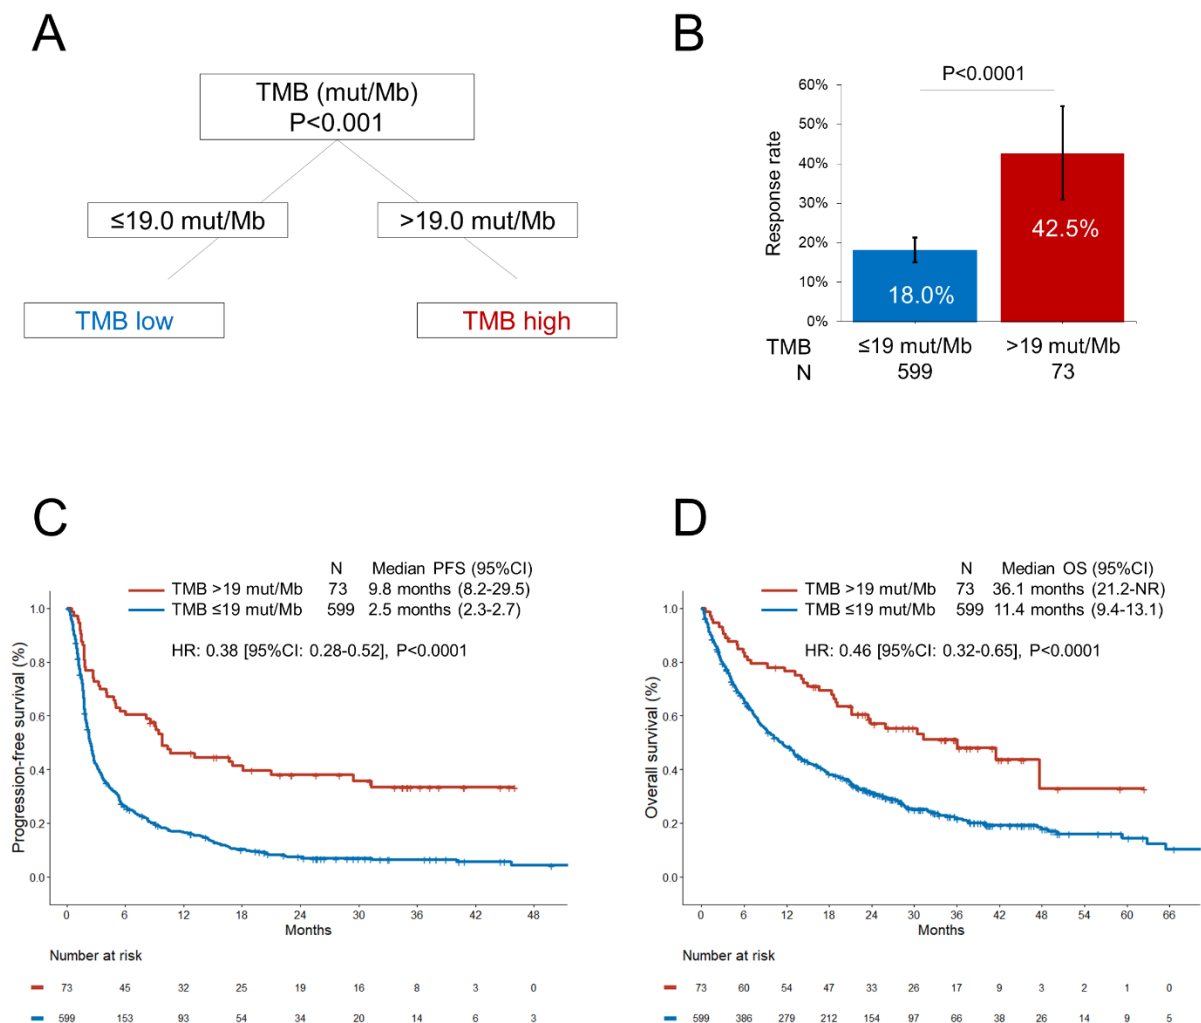 A
TMB (mut/Mb)
P<0.001
≤19.0 mut/Mb
>19.0 mut/Mb
TMB low
TMB high
B
P<0.0001
Response rate
60%
50%
40%
30%
20%
10%
0%
18.0%
42.5%
TMB ≤19 mut/Mb >19 mut/Mb
N 599 73
C
N Median PFS (95%CI)
TMB >19 mut/Mb 73 9.8 months (8.2-29.5)
TMB ≤19 mut/Mb 599 2.5 months (2.3-2.7)
HR: 0.38 [95%CI: 0.28-0.52], P<0.0001
Progression-free survival (%)
1.0
0.8
0.6
0.4
0.2
0.0
0 6 12 18 24 30 36 42 48
Months
Number at risk
73 45 32 25 19 16 8 3 0
599 153 93 54 34 20 14 6 3
D
N Median OS (95%CI)
TMB >19 mut/Mb 73 36.1 months (21.2-NR)
TMB ≤19 mut/Mb 599 11.4 months (9.4-13.1)
HR: 0.46 [95%CI: 0.32-0.65], P<0.0001
Overall survival (%)
1.0
0.8
0.6
0.4
0.2
0.0
0 6 12 18 24 30 36 42 48 54 60 66
Months
Number at risk
73 60 54 47 33 26 17 9 3 2 1 0
599 386 279 212 154 97 66 38 26 14 9 5